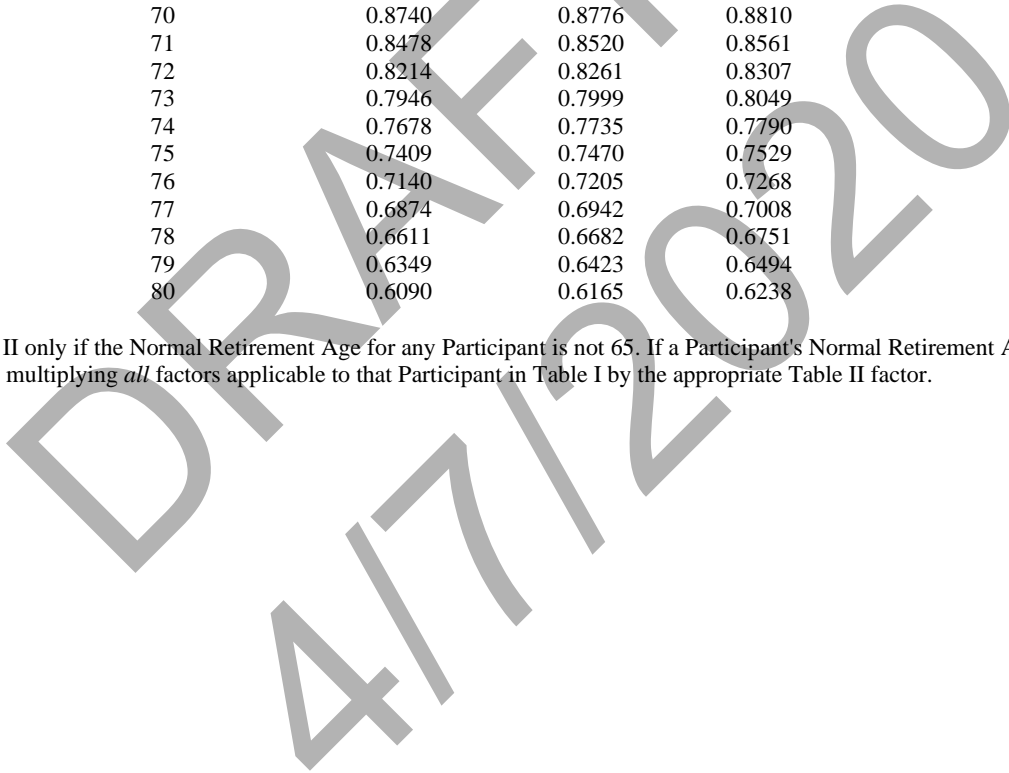 70 0.8740 0.8776 0.8810
71 0.8478 0.8520 0.8561
72 0.8214 0.8261 0.8307
73 0.7946 0.7999 0.8049
74 0.7678 0.7735 0.7790
75 0.7409 0.7470 0.7529
76 0.7140 0.7205 0.7268
77 0.6874 0.6942 0.7008
78 0.6611 0.6682 0.6751
79 0.6349 0.6423 0.6494
80 0.6090 0.6165 0.6238
II only if the Normal Retirement Age for any Participant is not 65. If a Participant's Normal Retirement A
multiplying all factors applicable to that Participant in Table I by the appropriate Table II factor.
DRAFT
4/7/2020